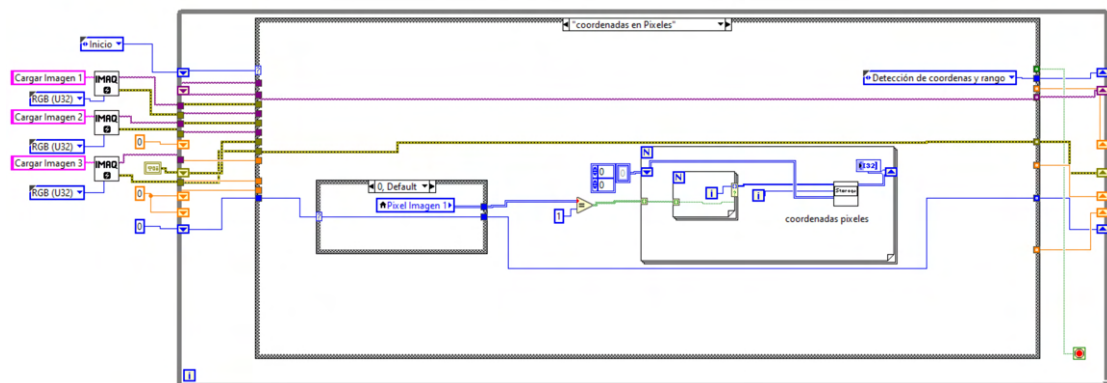 "coordenadas en Pixeles"
Inicio
Cargar Imagen 1
IMAQ
RGB (U32)
Cargar Imagen 2
IMAQ
RGB (U32)
0
Cargar Imagen 3
IMAQ
RGB (U32)
0
0
Detección de coordenas y rango
0, Default
Pixel Imagen 1
1
=
0
0
0
N
N
i
i
I32
coordenadas pixeles
i